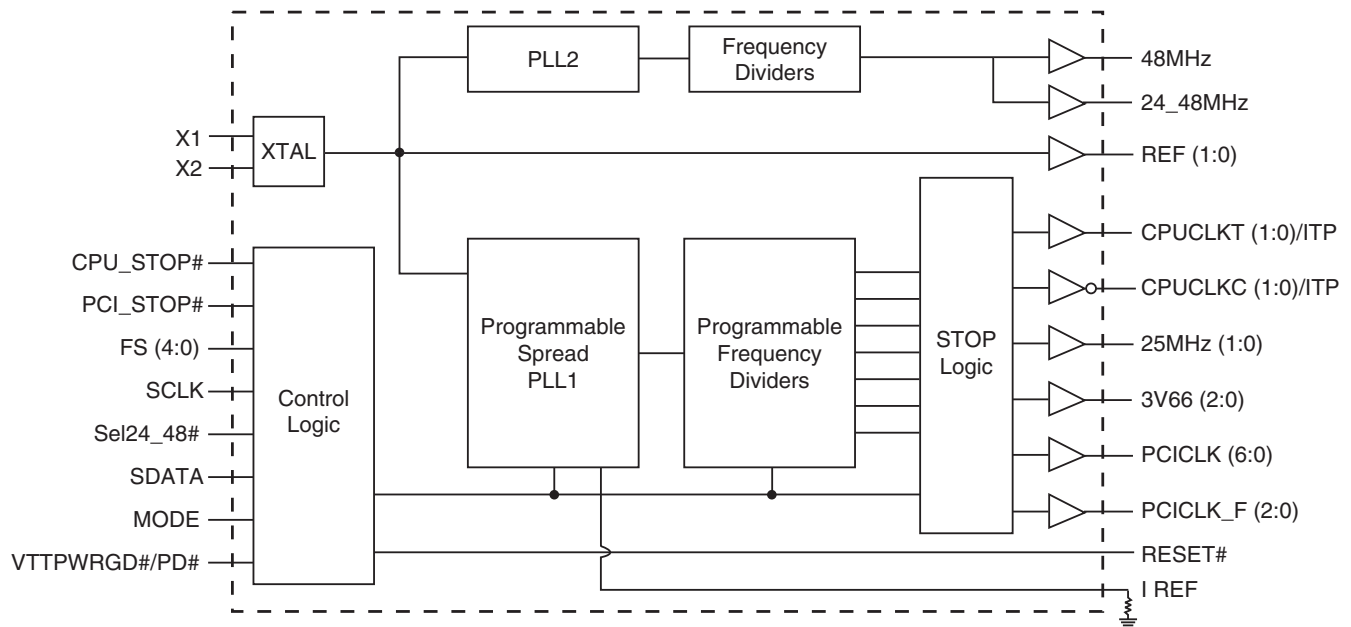 PLL2
Frequency
Dividers
48MHz
24_48MHz
X1
X2
XTAL
REF (1:0)
CPU_STOP#
PCI_STOP#
FS (4:0)
SCLK
Sel24_48#
SDATA
MODE
VTTPWRGD#/PD#
Control
Logic
Programmable
Spread
PLL1
Programmable
Frequency
Dividers
STOP
Logic
CPUCLKT (1:0)/ITP
CPUCLKC (1:0)/ITP
25MHz (1:0)
3V66 (2:0)
PCICLK (6:0)
PCICLK_F (2:0)
RESET#
I REF